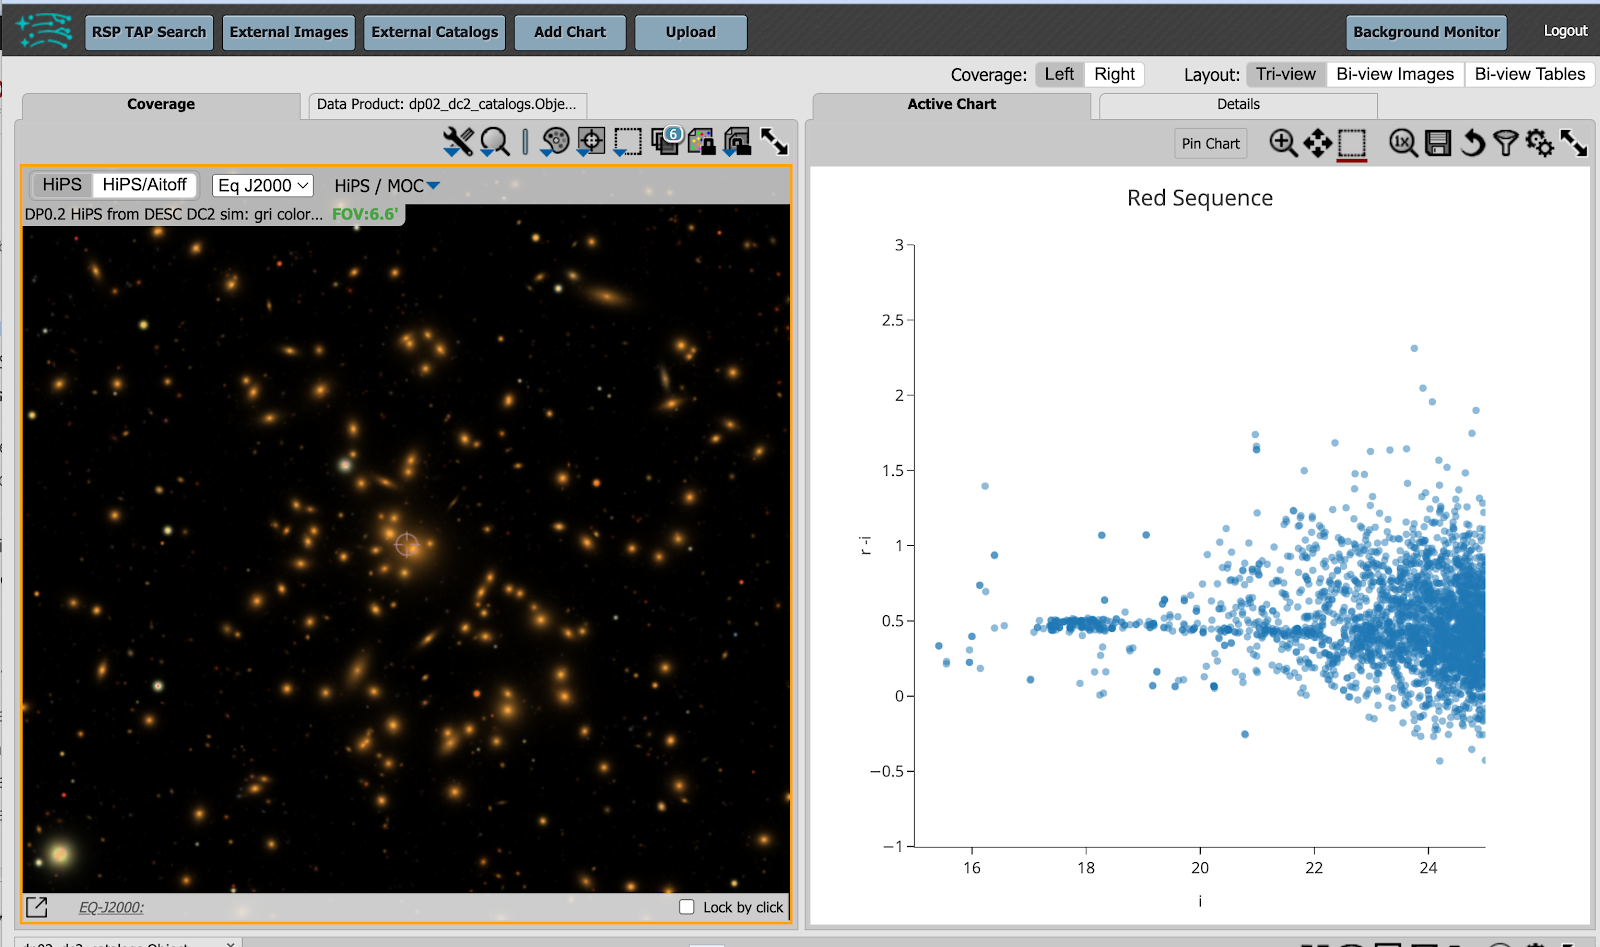 RSP TAP Search External Images External Catalogs Add Chart Upload Background Monitor Logout
Coverage: Left Right Layout: Tri-view Bi-view Images Bi-view Tables
Coverage Data Product: dp02_dc2_catalogs.Obje... Active Chart Details
6 Pin Chart 1x
HiPS HiPS/Aitoff Eq J2000 HiPS / MOC
DP0.2 HiPS from DESC DC2 sim: gri color... FOV:6.6'
Red Sequence
3
2.5
2
1.5
1
r -i
0.5
0
−0.5
−1
16 18 20 22 24
i
EQ-J2000: Lock by click
dp02_dc2_catalogs.Object